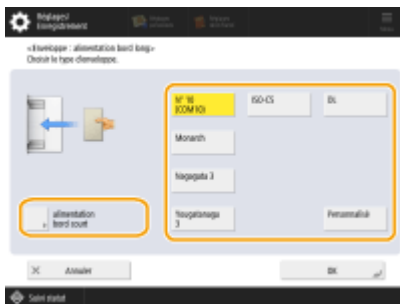 Réglages/
Enregistrement
<Enveloppe : alimentation bord long>
Choisir le type d'enveloppe.
N° 10
(COM10)
ISO-C5
DL
Monarch
Nagagata 3
Yougatanaga
3
Personnalisé
alimentation
bord court
Annuler
OK
Suivi statut